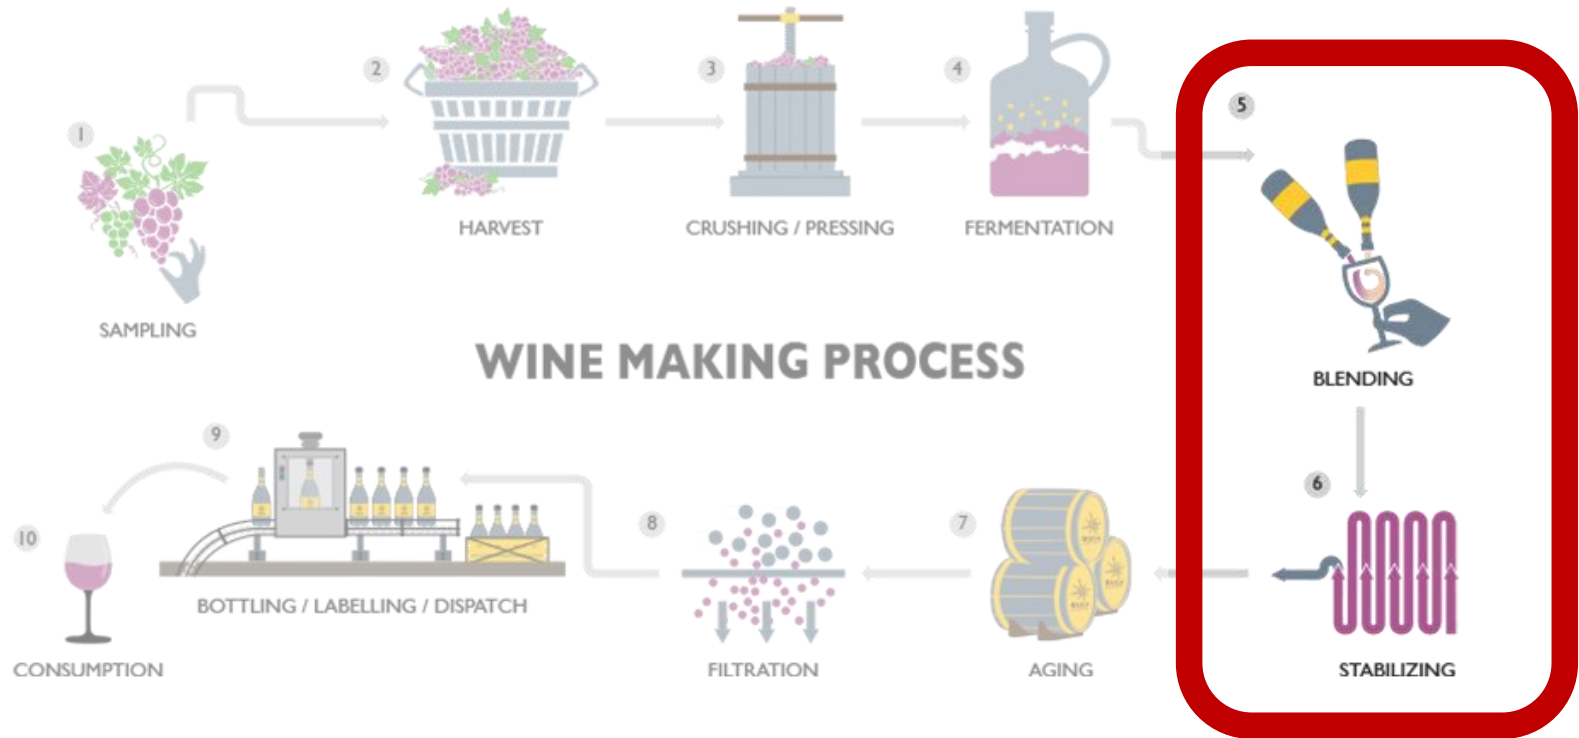 1
SAMPLING
2
HARVEST
3
CRUSHING / PRESSING
4
FERMENTATION
5
BLENDING
WINE MAKING PROCESS
6
STABILIZING
7
AGING
8
FILTRATION
9
BOTTLING / LABELLING / DISPATCH
10
CONSUMPTION